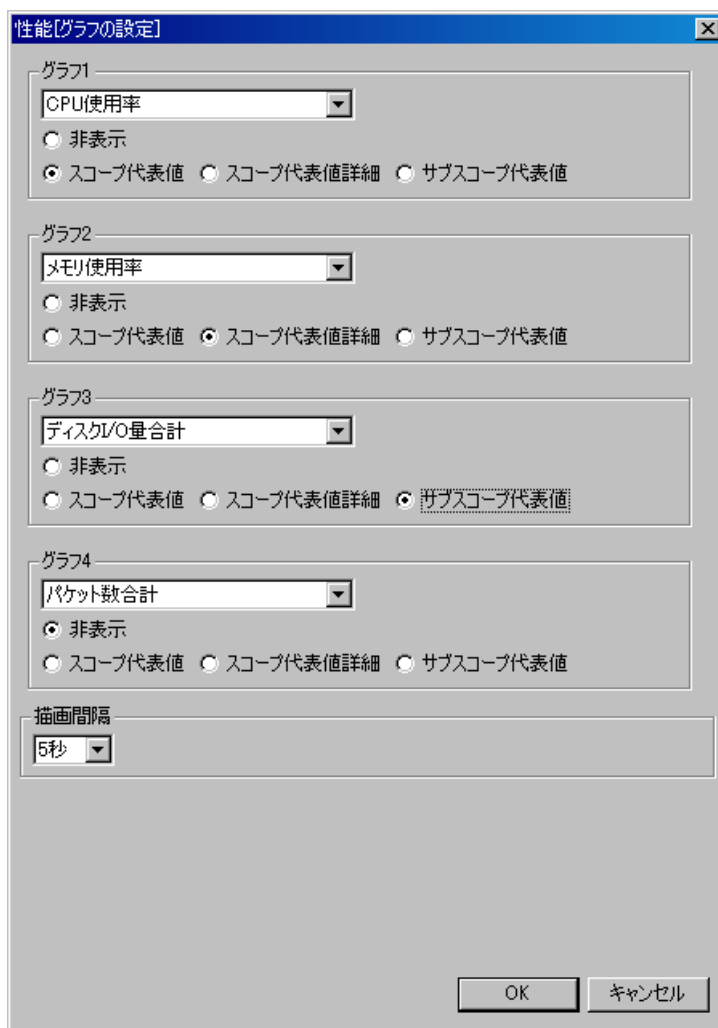 性能[グラフの設定]
グラフ1
CPU使用率
非表示
スコープ代表値 スコープ代表値詳細 サブスコープ代表値
グラフ2
メモリ使用率
非表示
スコープ代表値 スコープ代表値詳細 サブスコープ代表値
グラフ3
ディスクI/O量合計
非表示
スコープ代表値 スコープ代表値詳細 サブスコープ代表値
グラフ4
パケット数合計
非表示
スコープ代表値 スコープ代表値詳細 サブスコープ代表値
描画間隔
5秒
OK キャンセル